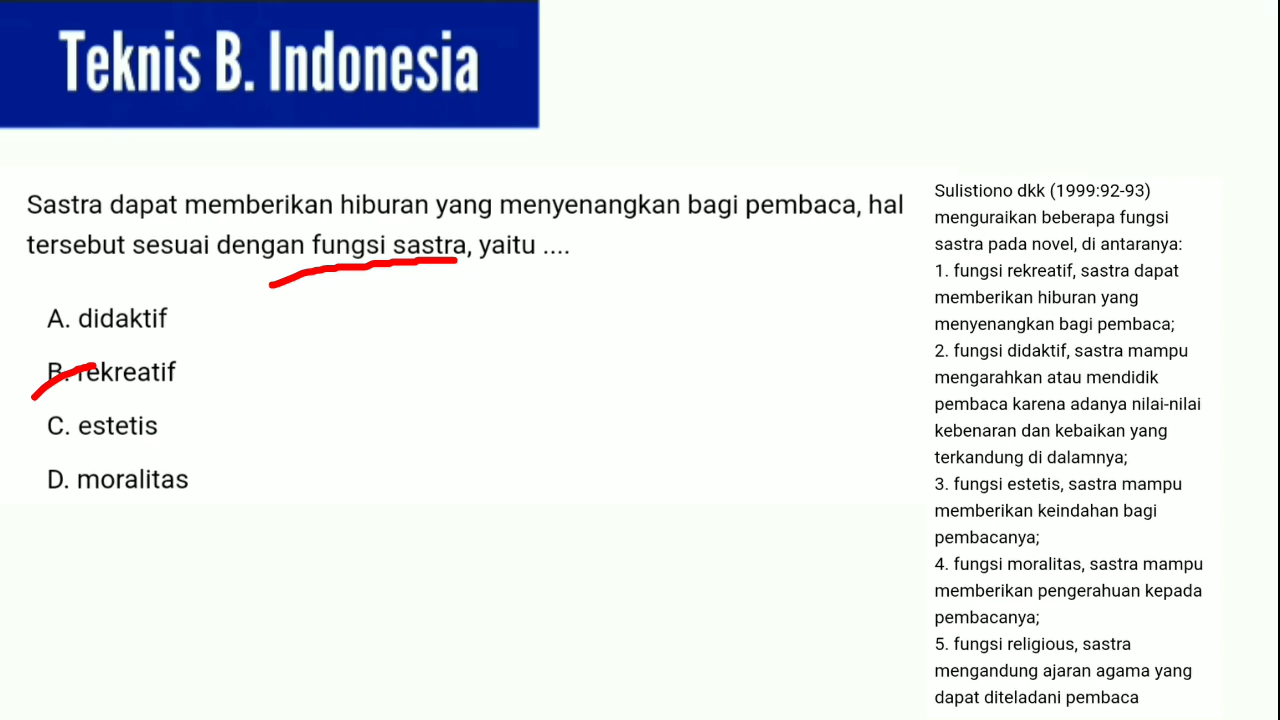 Teknis B. Indonesia
Sastra dapat memberikan hiburan yang menyenangkan bagi pembaca, hal
tersebut sesuai dengan fungsi sastra, yaitu ....
A. didaktif
B. rekreatif
C. estetis
D. moralitas
Sulistiono dkk (1999:92-93)
menguraikan beberapa fungsi
sastra pada novel, di antaranya:
1. fungsi rekreatif, sastra dapat
memberikan hiburan yang
menyenangkan bagi pembaca;
2. fungsi didaktif, sastra mampu
mengarahkan atau mendidik
pembaca karena adanya nilai-nilai
kebenaran dan kebaikan yang
terkandung di dalamnya;
3. fungsi estetis, sastra mampu
memberikan keindahan bagi
pembacanya;
4. fungsi moralitas, sastra mampu
memberikan pengerahuan kepada
pembacanya;
5. fungsi religious, sastra
mengandung ajaran agama yang
dapat diteladani pembaca